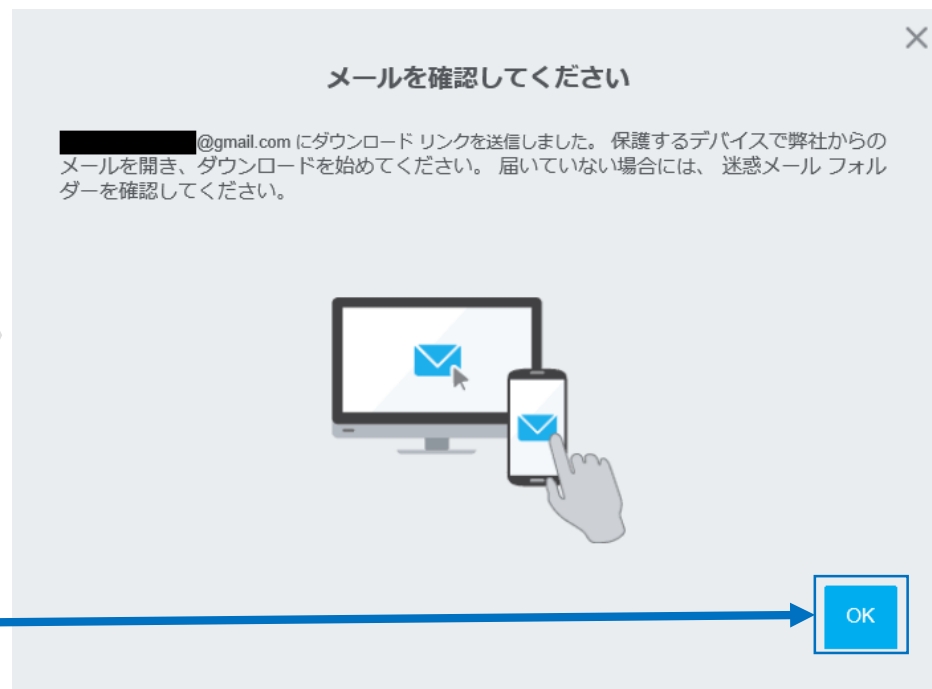 メールを確認してください
@gmail.com にダウンロード リンクを送信しました。 保護するデバイスで弊社からの
メールを開き、ダウンロードを始めてください。 届いていない場合には、 迷惑メール フォル
ダーを確認してください。
OK